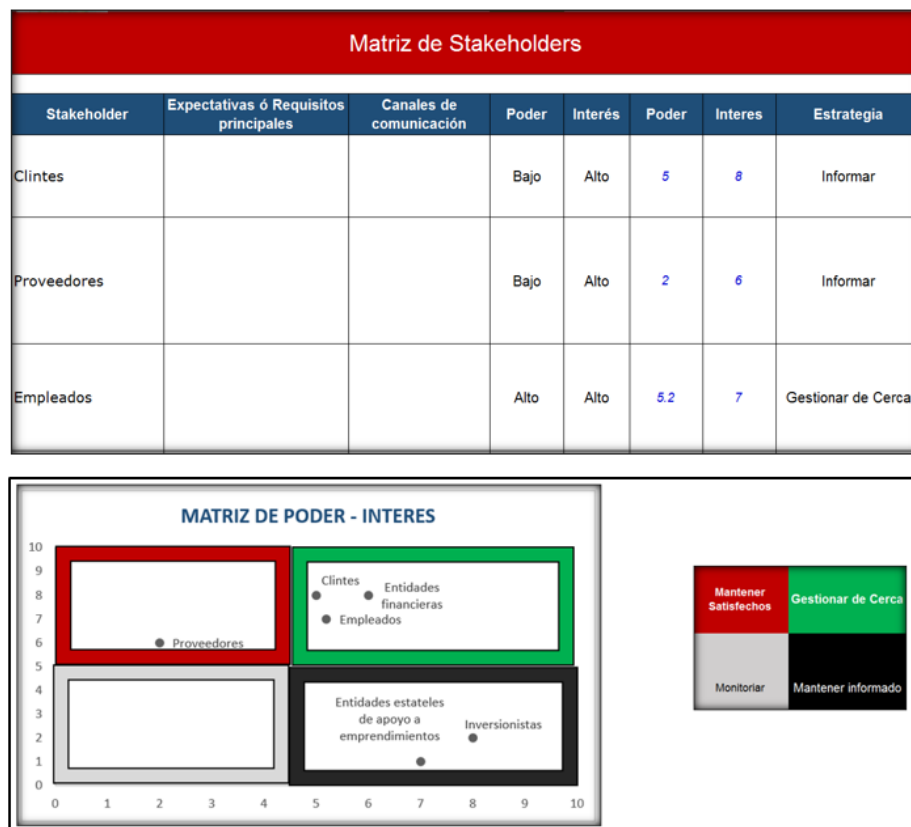 Matriz de Stakeholders
Stakeholder Expectativas ó Requisitos principales Canales de comunicación Poder Interés Poder Interes Estrategia
Clintes Bajo Alto 5 8 Informar
Proveedores Bajo Alto 2 6 Informar
Empleados Alto Alto 5.2 7 Gestionar de Cerca
MATRIZ DE PODER - INTERES
10
9
8
7
6
5
4
3
2
1
0
Clintes
Entidades
financieras
Empleados
Proveedores
Entidades estateles
de apoyo a
emprendimientos
Inversionistas
0 1 2 3 4 5 6 7 8 9 10
Mantener
Satisfechos
Gestionar de Cerca
Monitoriar
Mantener informado